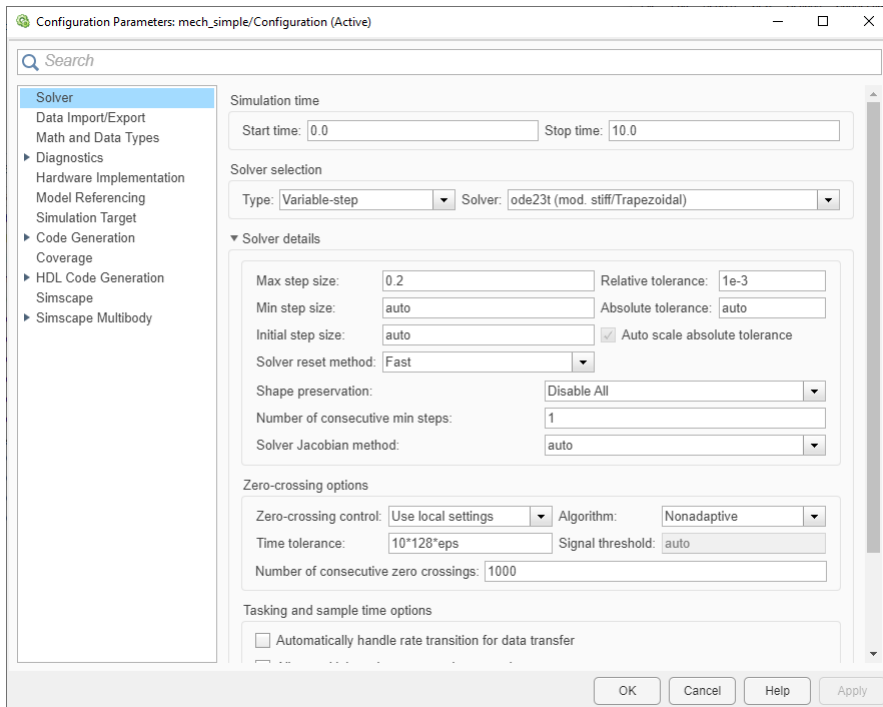 Configuration Parameters: mech_simple/Configuration (Active)
Search
Solver
Data Import/Export
Math and Data Types
Diagnostics
Hardware Implementation
Model Referencing
Simulation Target
Code Generation
Coverage
HDL Code Generation
Simscape
Simscape Multibody
Simulation time
Start time: 0.0 Stop time: 10.0
Solver selection
Type: Variable-step Solver: ode23t (mod. stiff/Trapezoidal)
Solver details
Max step size: 0.2 Relative tolerance: 1e-3
Min step size: auto Absolute tolerance: auto
Initial step size: auto Auto scale absolute tolerance
Solver reset method: Fast
Shape preservation: Disable All
Number of consecutive min steps: 1
Solver Jacobian method: auto
Zero-crossing options
Zero-crossing control: Use local settings Algorithm: Nonadaptive
Time tolerance: 10*128*eps Signal threshold: auto
Number of consecutive zero crossings: 1000
Tasking and sample time options
Automatically handle rate transition for data transfer
OK Cancel Help Apply